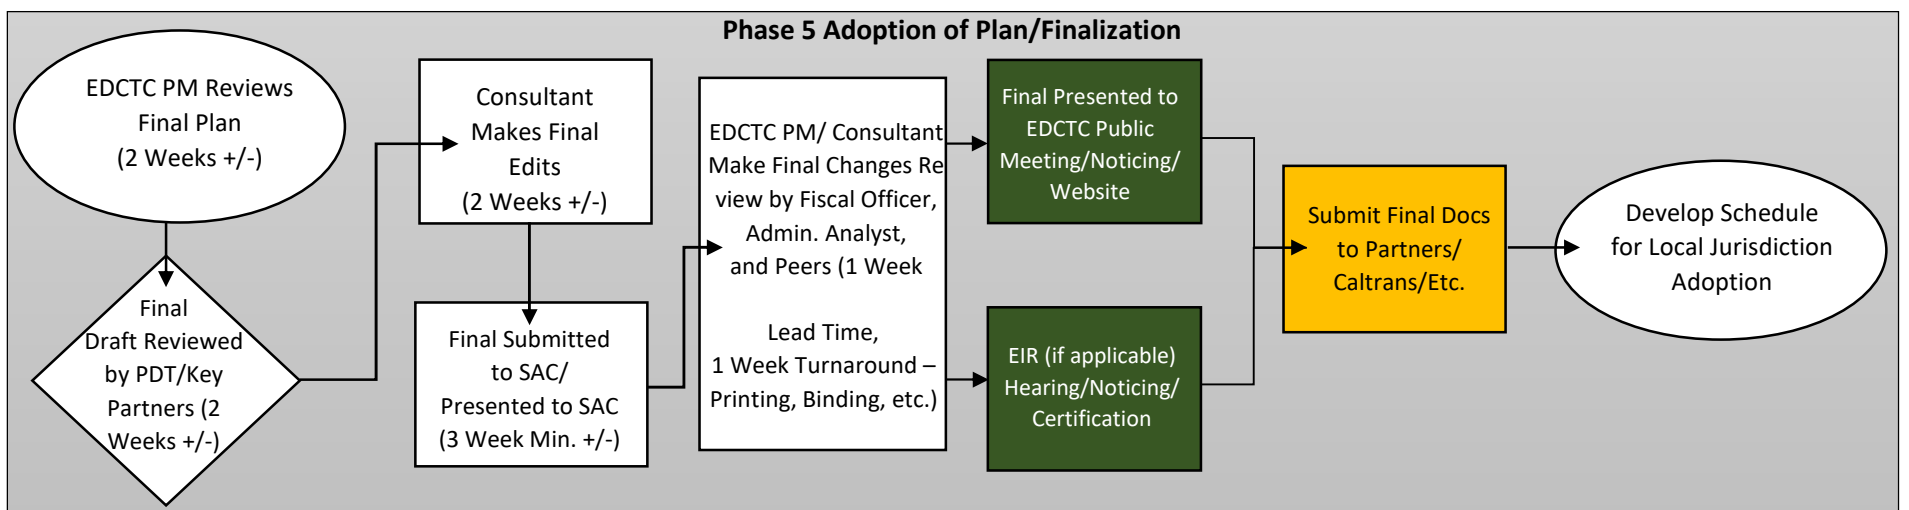 Phase 5 Adoption of Plan/Finalization
EDCTC PM Reviews
Final Plan
(2 Weeks +/-)
Final
Draft Reviewed
by PDT/Key
Partners (2
Weeks +/-)
Consultant
Makes Final
Edits
(2 Weeks +/-)
Final Submitted
to SAC/
Presented to SAC
(3 Week Min. +/-)
EDCTC PM/ Consultant
Make Final Changes Re
view by Fiscal Officer,
Admin. Analyst,
and Peers (1 Week
Lead Time,
1 Week Turnaround –
Printing, Binding, etc.)
Final Presented to
EDCTC Public
Meeting/Noticing/
Website
EIR (if applicable)
Hearing/Noticing/
Certification
Submit Final Docs
to Partners/
Caltrans/Etc.
Develop Schedule
for Local Jurisdiction
Adoption